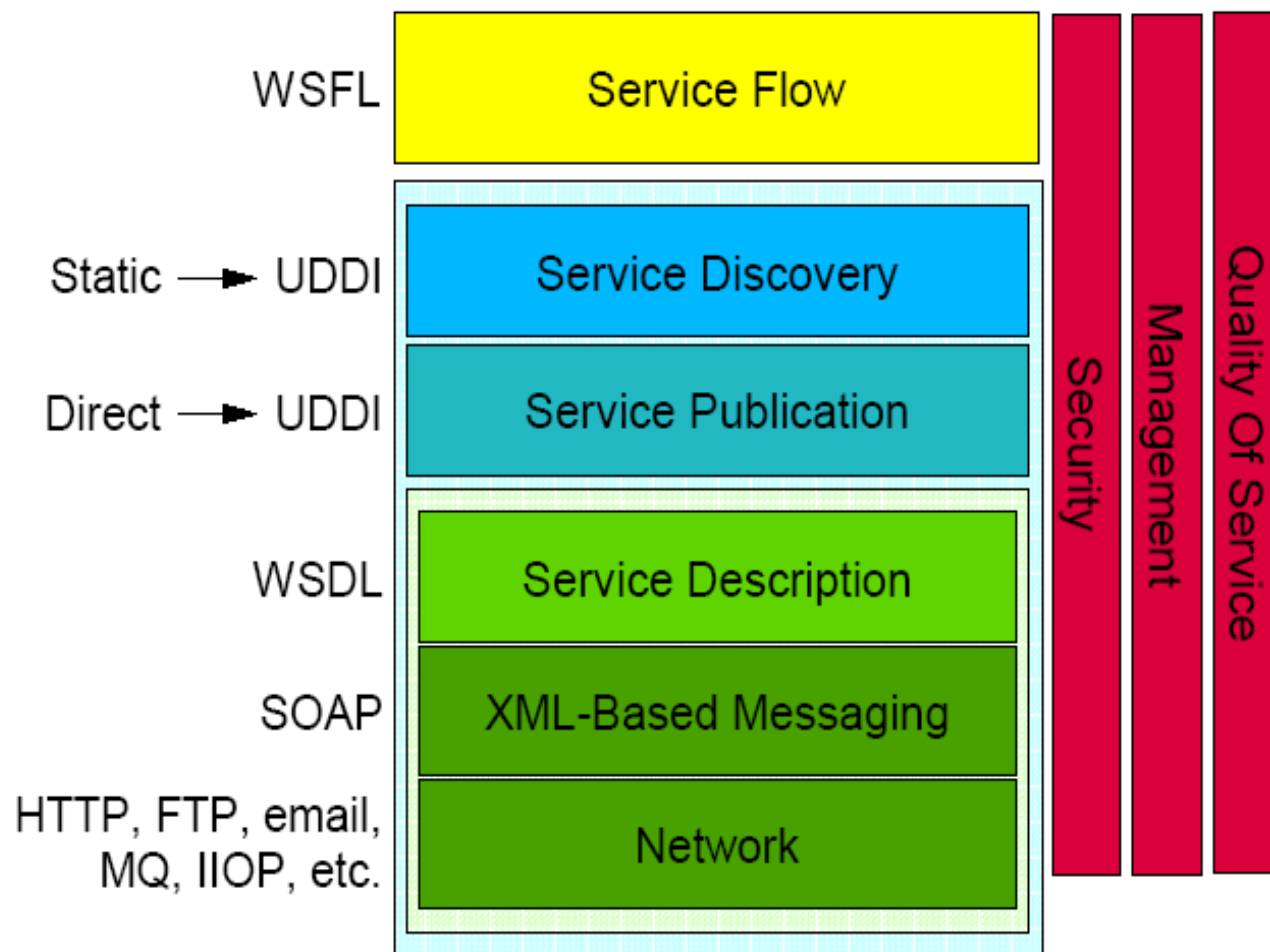 WSFL
Service Flow
Static → UDDI
Service Discovery
Direct → UDDI
Service Publication
WSDL
Service Description
SOAP
XML-Based Messaging
HTTP, FTP, email,
MQ, IIOP, etc.
Network
Security
Management
Quality Of Service